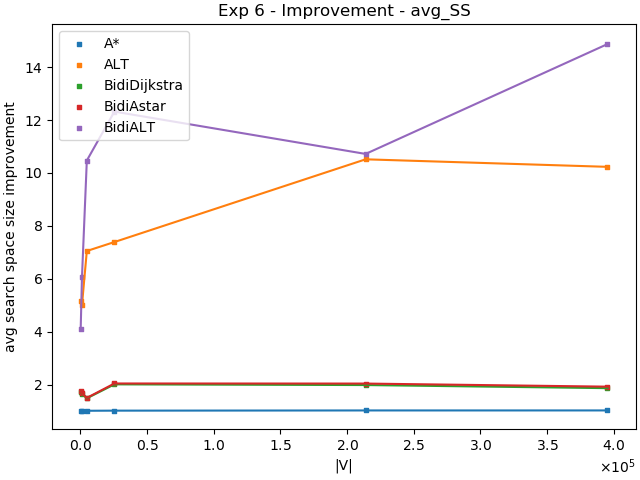 Exp 6 - Improvement - avg_SS
avg search space size improvement
14
12
10
8
6
4
2
A*
ALT
BidiDijkstra
BidiAstar
BidiALT
0.0 0.5 1.0 1.5 2.0 2.5 3.0 3.5 4.0
|V|
×10⁵